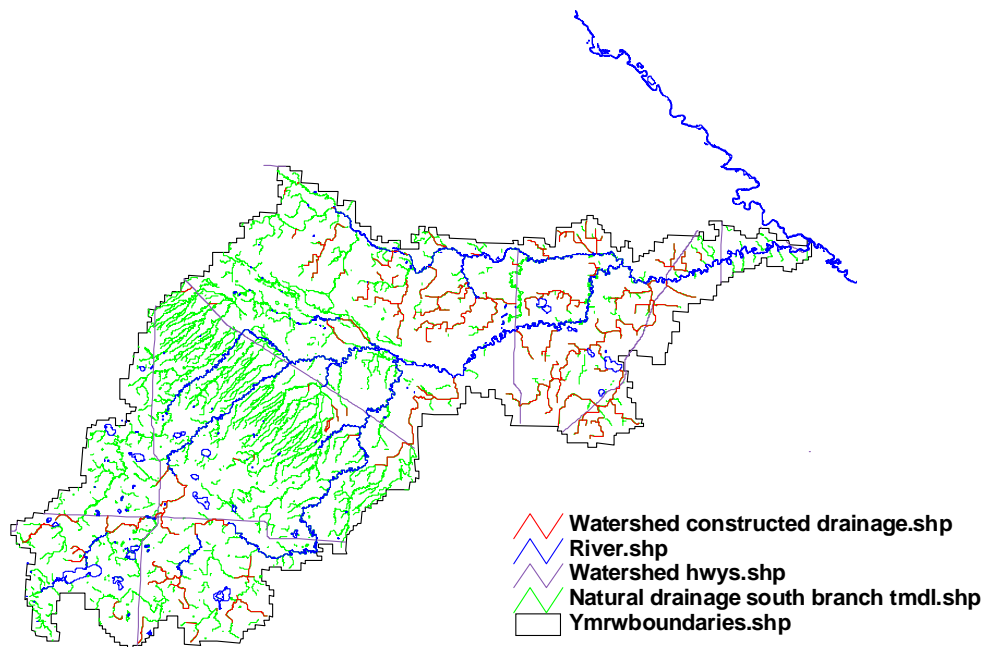 Watershed constructed drainage.shp
River.shp
Watershed hwys.shp
Natural drainage south branch tmdl.shp
Ymrwboundaries.shp